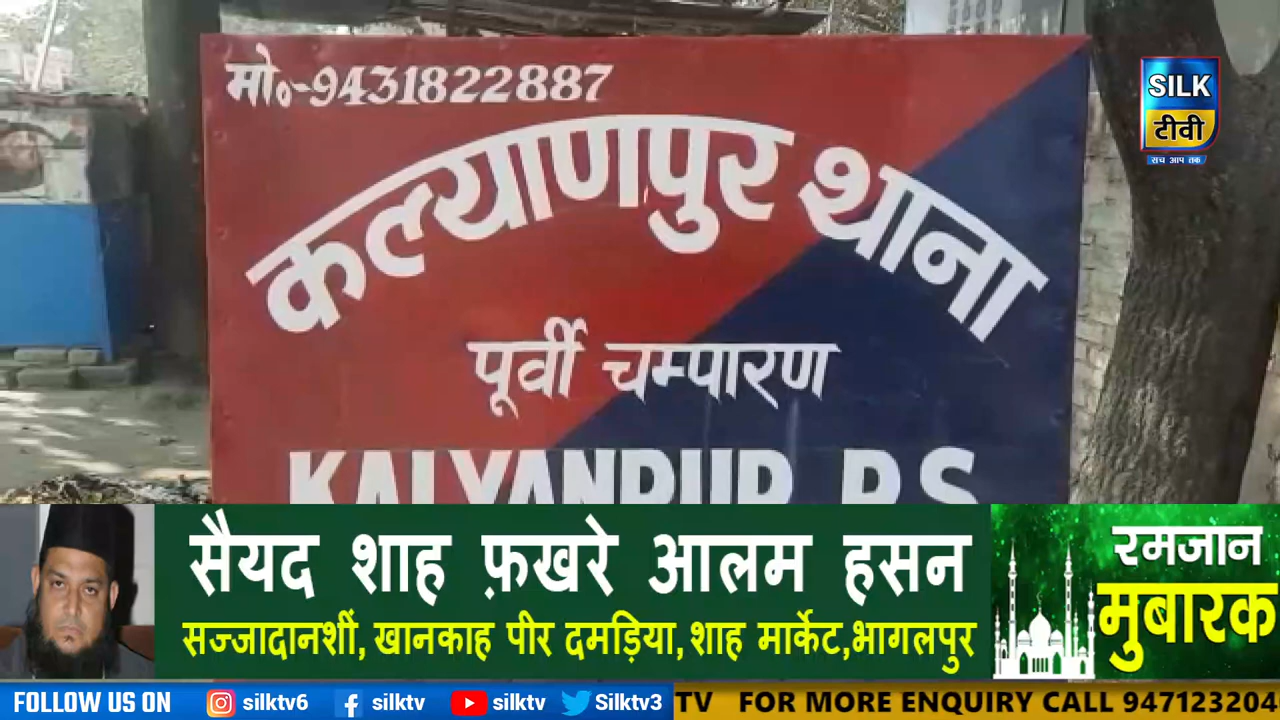 मो०-9431822887
कल्याणपुर थाना
पूर्वी चम्पारण
KALYANPUR P.S.
SILK
टीवी
सच आप तक
सैयद शाह फ़खरे आलम हसन
सज्जादानशीं, खानकाह पीर दमड़िया, शाह मार्केट,भागलपुर
रमजान
मुबारक
FOLLOW US ON silktv6 silktv silktv Silktv3 TV FOR MORE ENQUIRY CALL 947123204